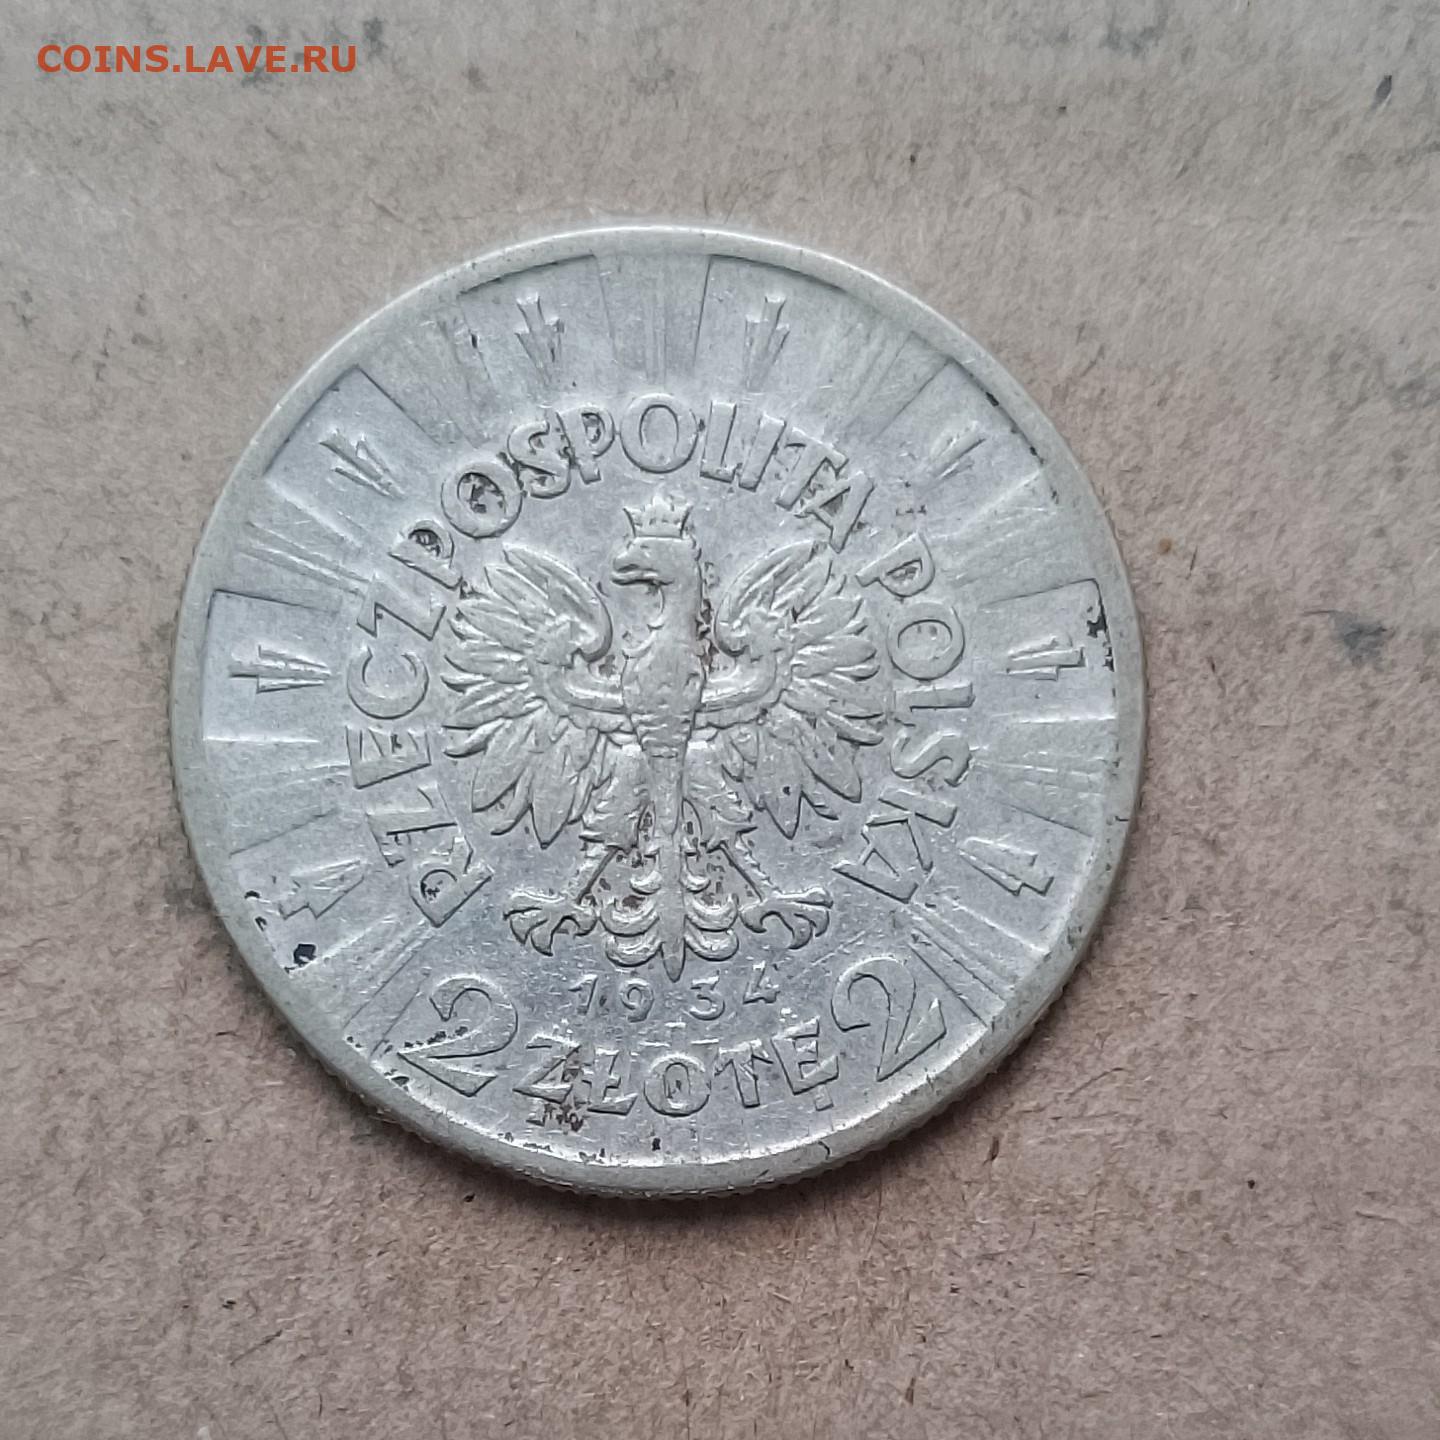 COINS.LAVE.RU
RZECZPOSPOLITA POLSKA
1934
2 ZŁOTE 2